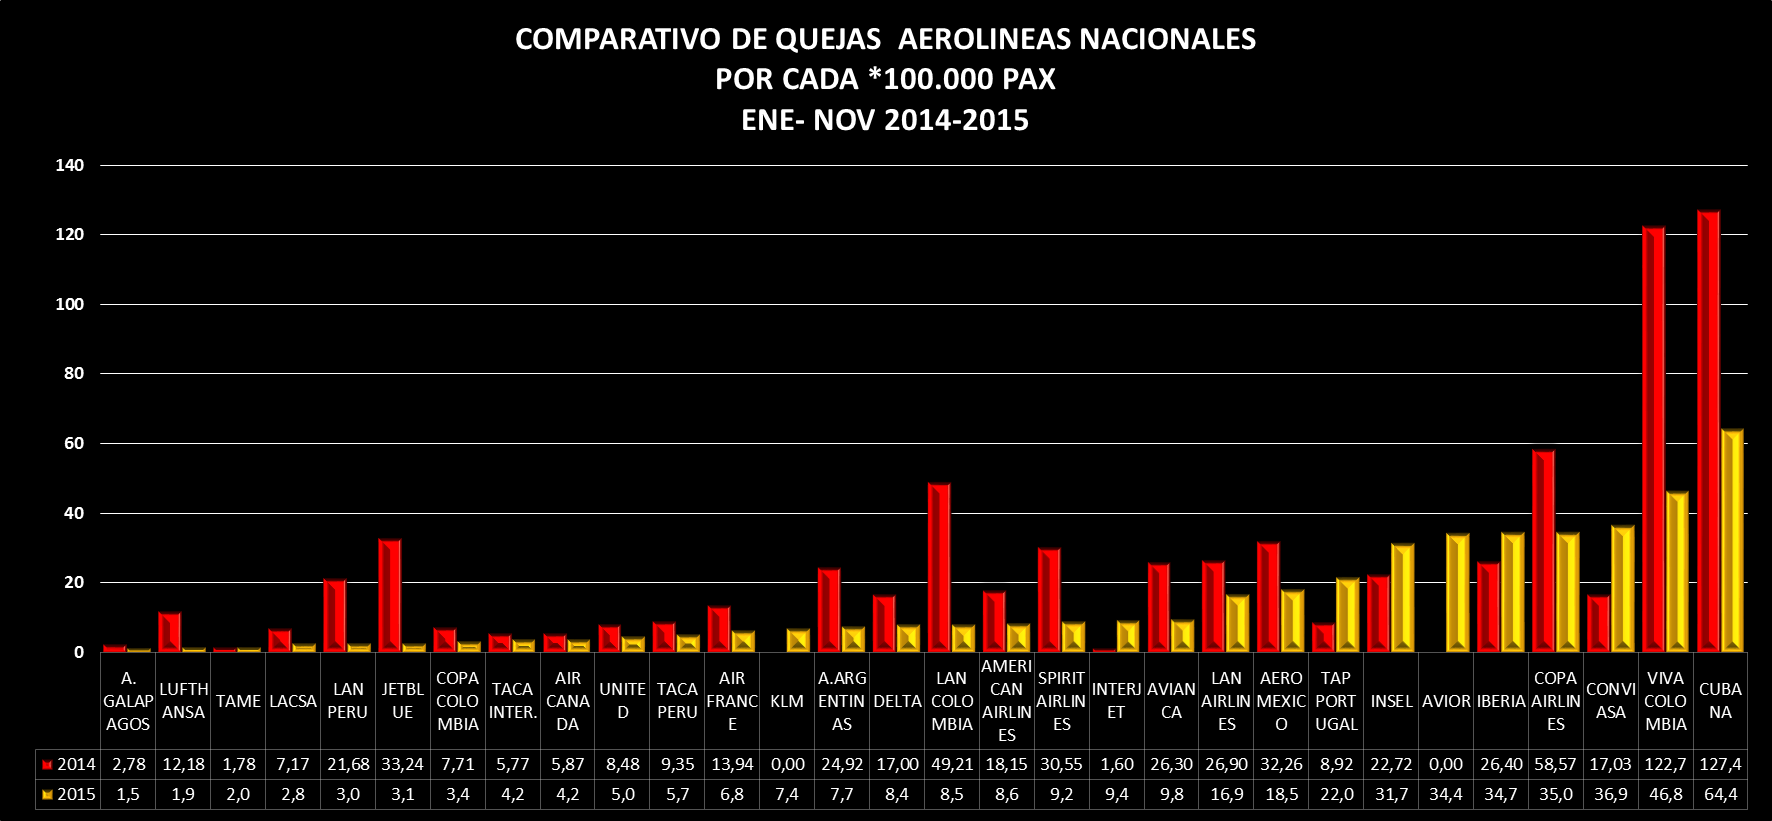 COMPARATIVO DE QUEJAS  AEROLINEAS NACIONALES
POR CADA *100.000 PAX
ENE- NOV 2014-2015
140
120
100
80
60
40
20
0
A. GALAP AGOS
LUFTH ANSA
TAME
LACSA
LAN PERU
JETBL UE
COPA COLO MBIA
TACA INTER.
AIR CANA DA
UNITE D
TACA PERU
AIR FRANC E
KLM
A.ARG ENTIN AS
DELTA
LAN COLO MBIA
AMERI CAN AIRLIN ES
SPIRIT AIRLIN ES
INTERJ ET
AVIAN CA
LAN AIRLIN ES
AERO MEXIC O
TAP PORT UGAL
INSEL
AVIOR
IBERIA
COPA AIRLIN ES
CONVI ASA
VIVA COLO MBIA
CUBA NA
2014 2,78 12,18 1,78 7,17 21,68 33,24 7,71 5,77 5,87 8,48 9,35 13,94 0,00 24,92 17,00 49,21 18,15 30,55 1,60 26,30 26,90 32,26 8,92 22,72 0,00 26,40 58,57 17,03 122,7 127,4
2015 1,5 1,9 2,0 2,8 3,0 3,1 3,4 4,2 4,2 5,0 5,7 6,8 7,4 7,7 8,4 8,5 8,6 9,2 9,4 9,8 16,9 18,5 22,0 31,7 34,4 34,7 35,0 36,9 46,8 64,4